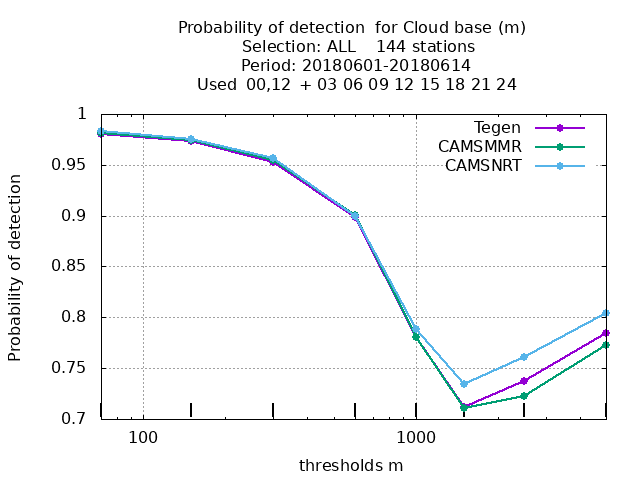 Probability of detection  for Cloud base (m)
Selection: ALL    144 stations
Period: 20180601-20180614
Used  00,12  + 03 06 09 12 15 18 21 24
Tegen
CAMSMMR
CAMSNRT
1
0.95
0.9
0.85
0.8
0.75
0.7
Probability of detection
100
1000
thresholds m